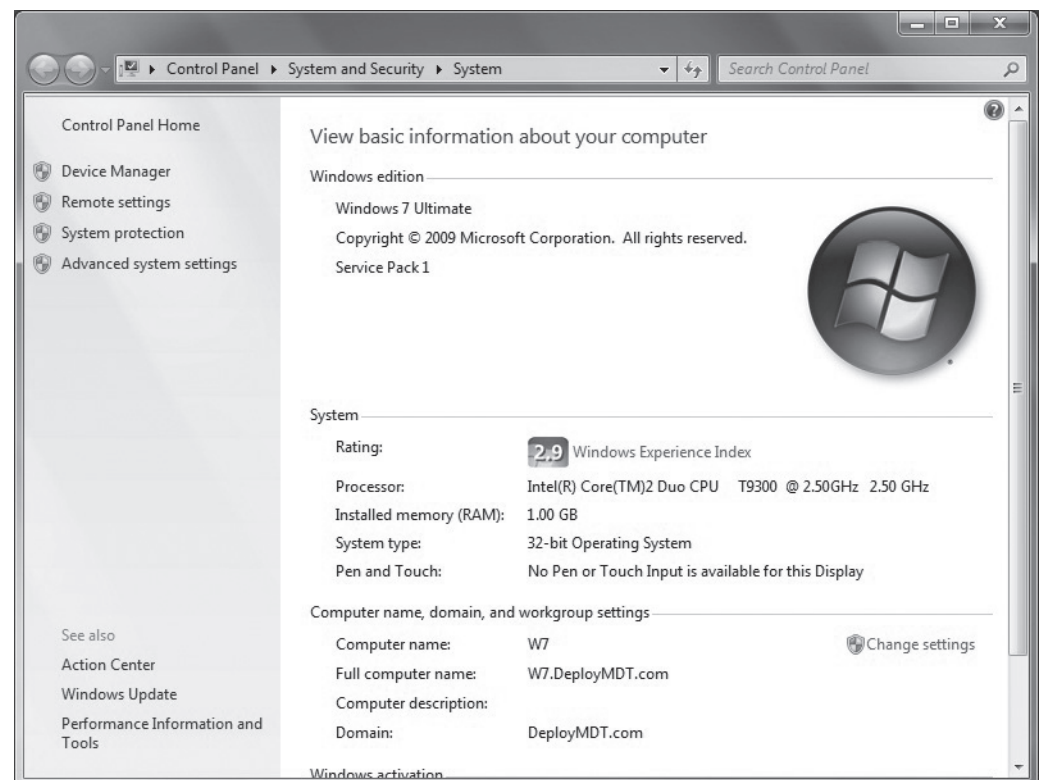 Control Panel ▸ System and Security ▸ System
Search Control Panel
Control Panel Home
Device Manager
Remote settings
System protection
Advanced system settings
See also
Action Center
Windows Update
Performance Information and
Tools
View basic information about your computer
Windows edition
Windows 7 Ultimate
Copyright © 2009 Microsoft Corporation. All rights reserved.
Service Pack 1
System
Rating: 2,9 Windows Experience Index
Processor: Intel(R) Core(TM)2 Duo CPU T9300 @ 2.50GHz 2.50 GHz
Installed memory (RAM): 1.00 GB
System type: 32-bit Operating System
Pen and Touch: No Pen or Touch Input is available for this Display
Computer name, domain, and workgroup settings
Computer name: W7 Change settings
Full computer name: W7.DeployMDT.com
Computer description:
Domain: DeployMDT.com
Windows activation